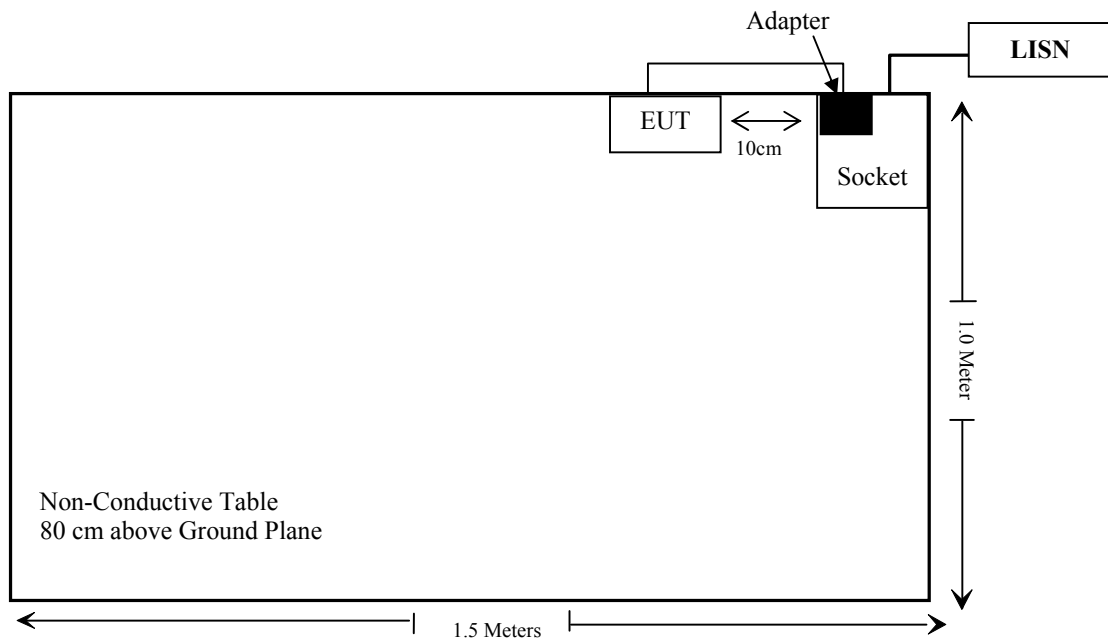 Adapter
LISN
EUT
10cm
Socket
1.0 Meter
Non-Conductive Table
80 cm above Ground Plane
1.5 Meters